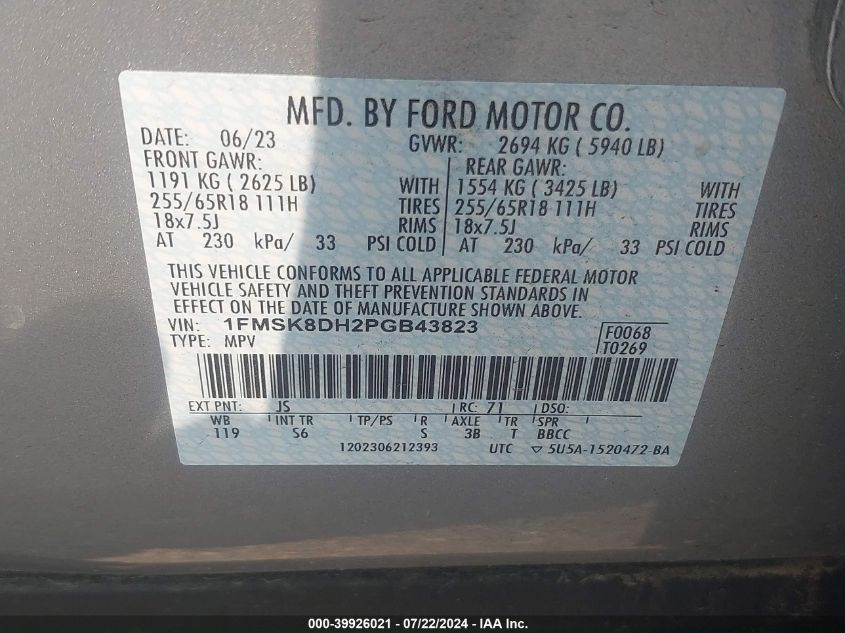 MFD. BY FORD MOTOR CO.
DATE: 06/23 GVWR: 2694 KG ( 5940 LB)
FRONT GAWR: REAR GAWR:
1191 KG ( 2625 LB) WITH 1554 KG ( 3425 LB) WITH
255/65R18 111H TIRES 255/65R18 111H TIRES
18x7.5J RIMS 18x7.5J RIMS
AT 230 kPa/ 33 PSI COLD AT 230 kPa/ 33 PSI COLD
THIS VEHICLE CONFORMS TO ALL APPLICABLE FEDERAL MOTOR
VEHICLE SAFETY AND THEFT PREVENTION STANDARDS IN
EFFECT ON THE DATE OF MANUFACTURE SHOWN ABOVE.
VIN: 1FMSK8DH2PGB43823 F0068
TYPE: MPV T0269
EXT PNT: JS RC: 71 DSO:
WB INT TR TP/PS R AXLE TR SPR
119 S6 S 3B T BBCC
1202306212393 UTC ▽ 5U5A-1520472-BA
000-39926021 - 07/22/2024 - IAA Inc.